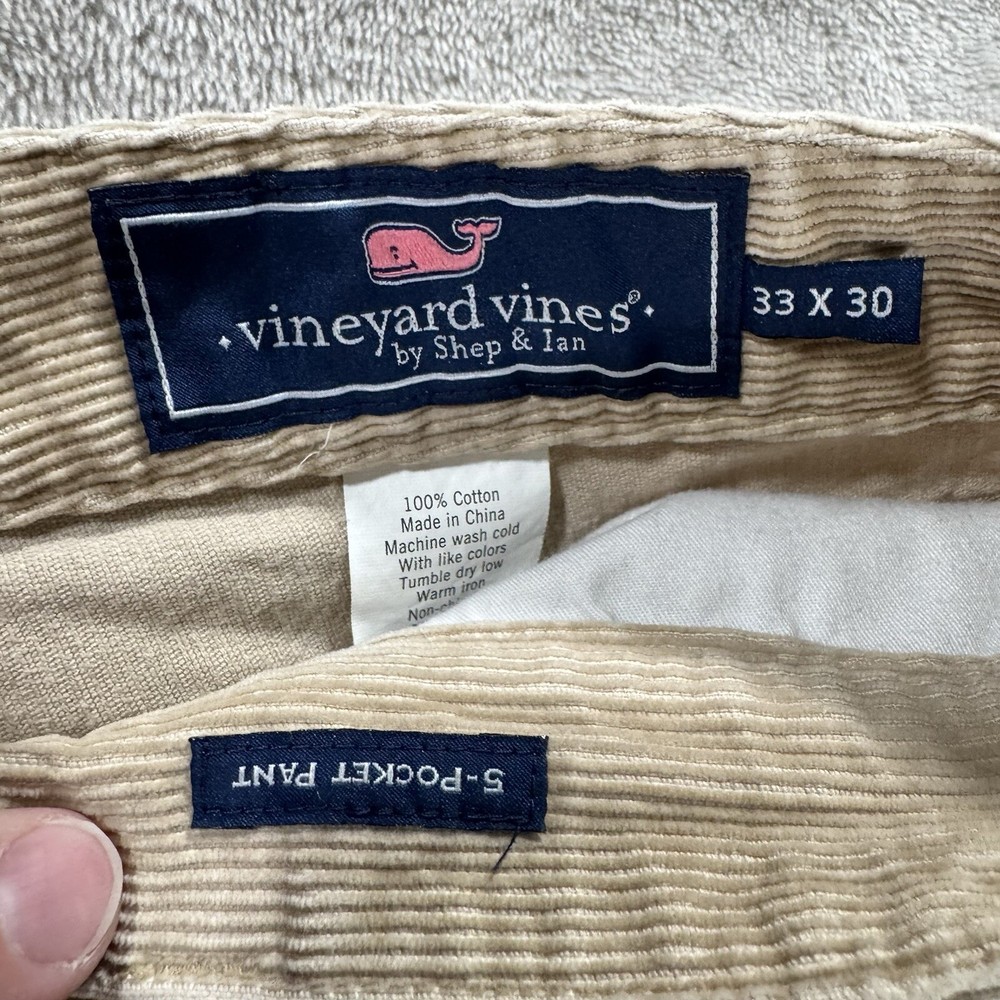 vineyard vines®
by Shep & Ian
33 X 30
100% Cotton
Made in China
Machine wash cold
With like colors
Tumble dry low
Warm iron
5-POCKET PANT